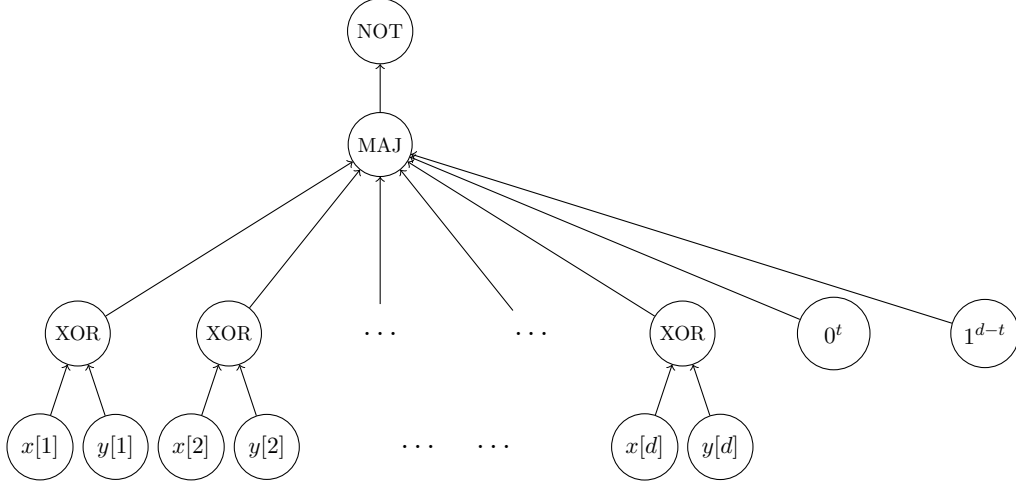 NOT
MAJ
XOR XOR ... ... XOR 0^t 1^{d−t}
x[1] y[1] x[2] y[2] ... ... x[d] y[d]